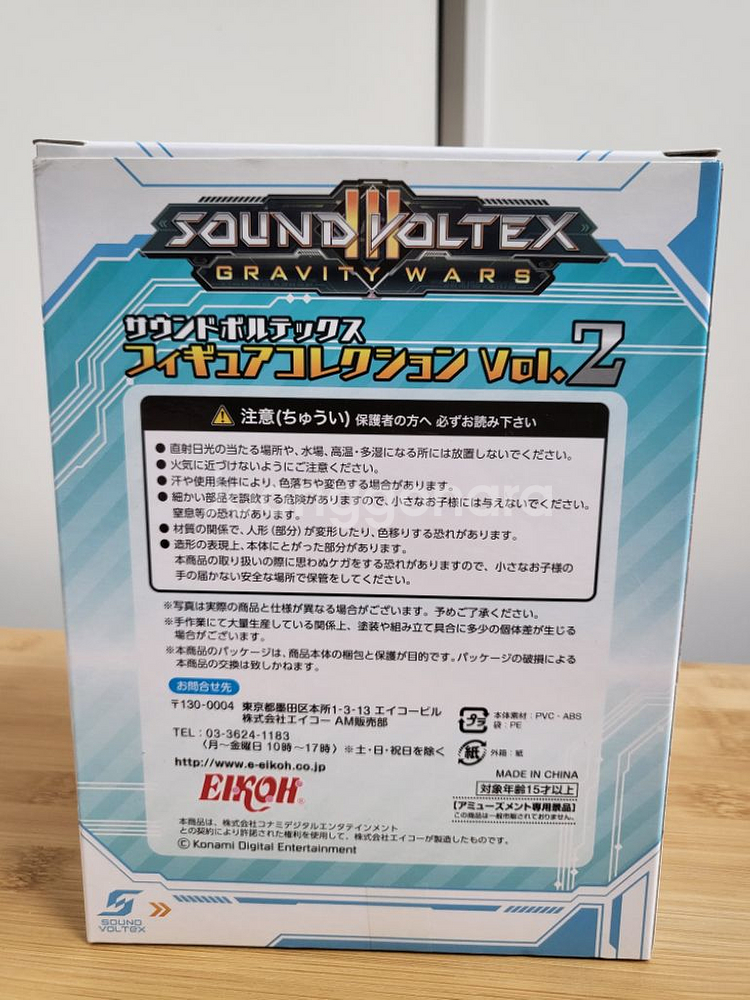 SOUND VOLTEX
III
GRAVITY WARS
サウンドボルテックス
フィギュアコレクション Vol.2
注意(ちゅうい) 保護者の方へ 必ずお読み下さい
● 直射日光の当たる場所や、水場、高温・多湿になる所には放置しないでください。
● 火気に近づけないようにご注意ください。
● 汗や使用条件により、色落ちや変色する場合があります。
● 細かい部品を誤飲する危険がありますので、小さなお子様には与えないでください。
窒息等の恐れがあります。
● 材質の関係で、人形(部分)が変形したり、色移りする恐れがあります。
● 造形の表現上、本体にとがった部分があります。
本商品の取り扱いの際に思わぬケガをする恐れがありますので、小さなお子様の
手の届かない安全な場所で保管をしてください。
※写真は実際の商品と仕様が異なる場合がございます。予めご了承ください。
※手作業にて大量生産している関係上、塗装や組み立て具合に多少の個体差が生じる
場合がございます。
※本商品のパッケージは、商品本体の梱包と保護が目的です。パッケージの破損による
本商品の交換は致しかねます。
お問合せ先
〒130-0004 東京都墨田区本所1-3-13 エイコービル
株式会社エイコー AM販売部
TEL：03-3624-1183
(月～金曜日 10時～17時) ※土・日・祝日を除く
http://www.e-eikoh.co.jp
EIKOH
プラ
本体素材：PVC・ABS
袋：PE
紙
外箱：紙
MADE IN CHINA
対象年齢15才以上
【アミューズメント専用景品】
この商品は一般市販されておりません。
本商品は、株式会社コナミデジタルエンタテインメント
との契約により許諾された権利を使用して、株式会社エイコーが製造したものです。
Ⓒ Konami Digital Entertainment
SOUND
VOLTEX